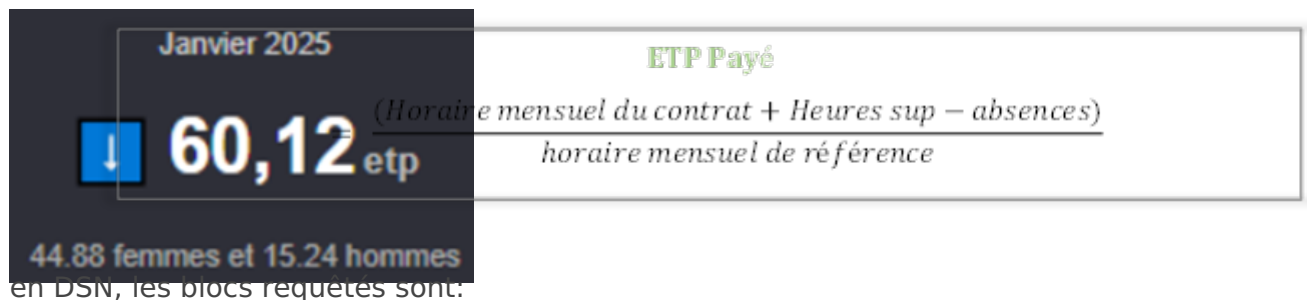 Janvier 2025
ETP Payé
60,12 etp
↓
= (Horaire mensuel du contrat + Heures sup − absences)
horaire mensuel de référence
44.88 femmes et 15.24 hommes
en DSN, les blocs requêtés sont: